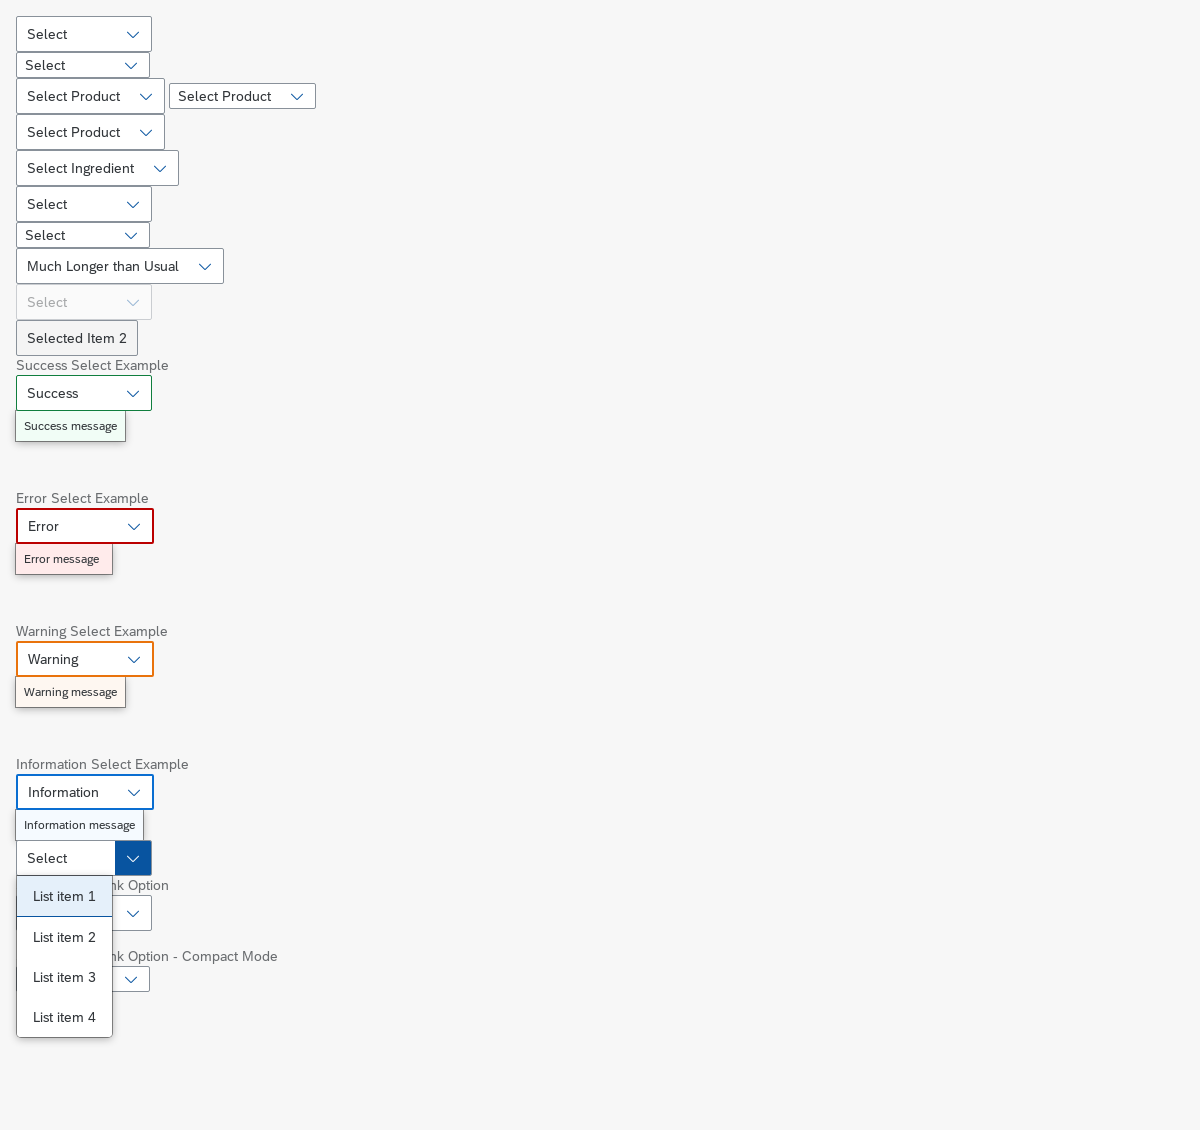 Select
Select
Select Product Select Product
Select Product
Select Ingredient
Select
Select
Much Longer than Usual
Select
Selected Item 2
Success Select Example
Success
Success message
Error Select Example
Error
Error message
Warning Select Example
Warning
Warning message
Information Select Example
Information
Information message
Select
Option
List item 1
List item 2
Option - Compact Mode
List item 3
List item 4